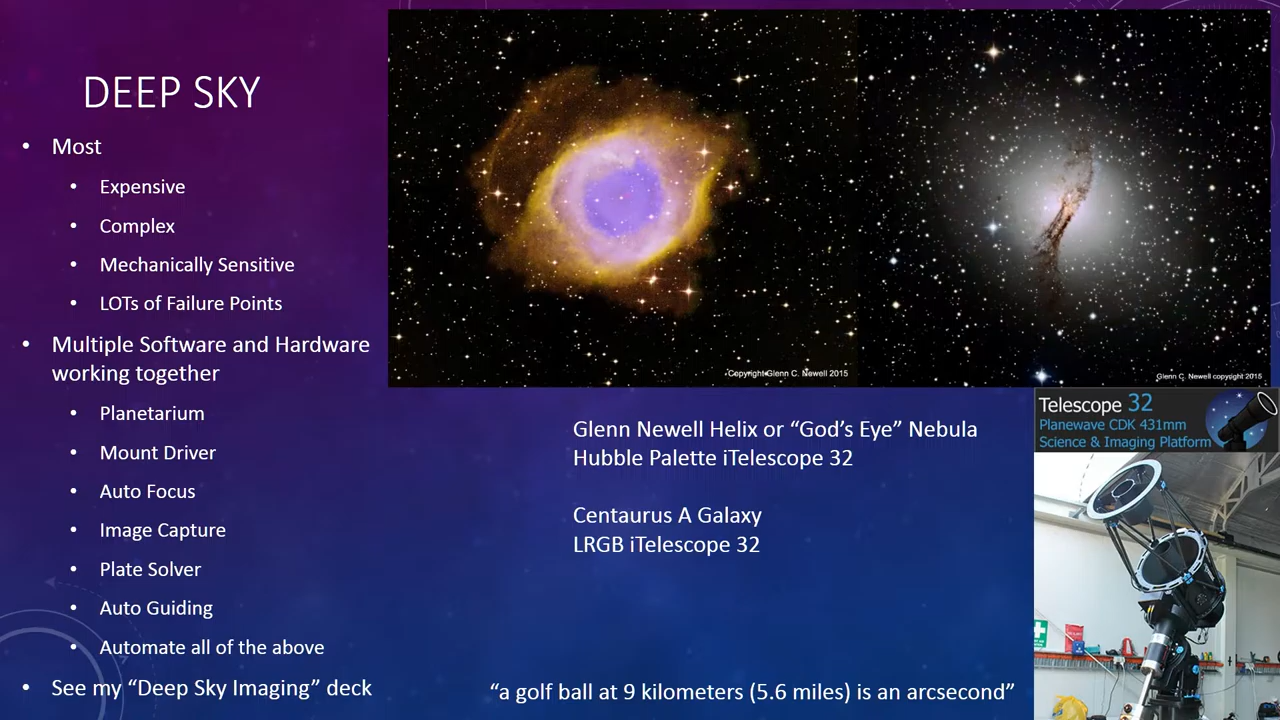 DEEP SKY
• Most
• Expensive
• Complex
• Mechanically Sensitive
• LOTs of Failure Points
• Multiple Software and Hardware
working together
• Planetarium
• Mount Driver
• Auto Focus
• Image Capture
• Plate Solver
• Auto Guiding
• Automate all of the above
• See my “Deep Sky Imaging” deck
Copyright Glenn C. Newell 2015
Glenn C. Newell copyright 2015
Glenn Newell Helix or “God’s Eye” Nebula
Hubble Palette iTelescope 32
Centaurus A Galaxy
LRGB iTelescope 32
Telescope 32
Planewave CDK 431mm
Science & Imaging Platform
“a golf ball at 9 kilometers (5.6 miles) is an arcsecond”